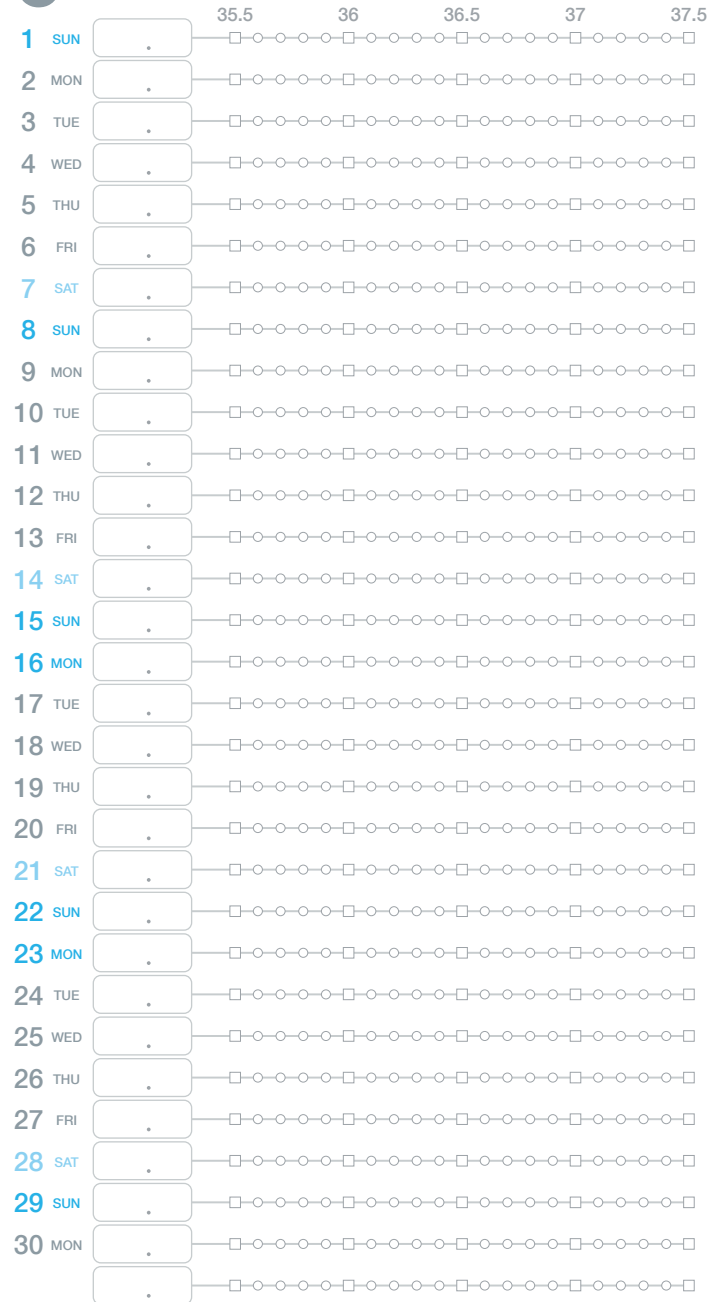 35.5 36 36.5 37 37.5
1 SUN .
2 MON .
3 TUE .
4 WED .
5 THU .
6 FRI .
7 SAT .
8 SUN .
9 MON .
10 TUE .
11 WED .
12 THU .
13 FRI .
14 SAT .
15 SUN .
16 MON .
17 TUE .
18 WED .
19 THU .
20 FRI .
21 SAT .
22 SUN .
23 MON .
24 TUE .
25 WED .
26 THU .
27 FRI .
28 SAT .
29 SUN .
30 MON .
.